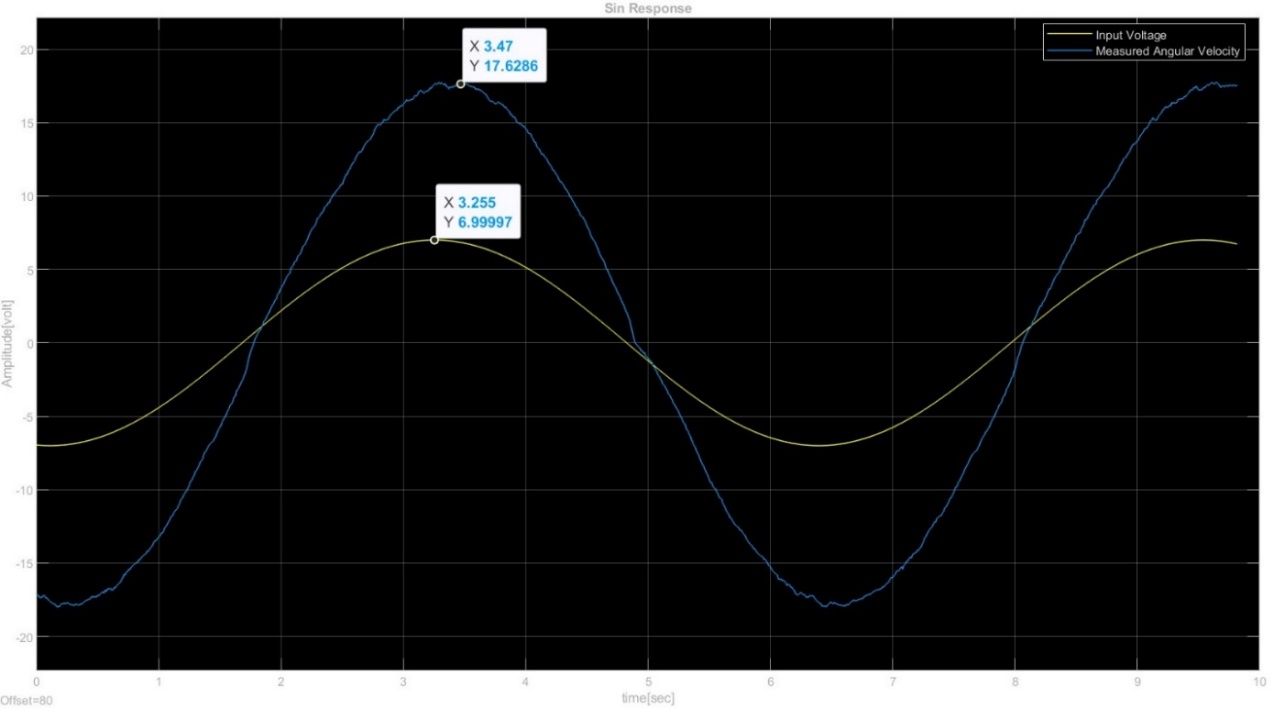 Sin Response
Input Voltage
Measured Angular Velocity
X 3.47
Y 17.6286
X 3.255
Y 6.99997
Amplitude[volt]
20
15
10
5
0
-5
-10
-15
-20
0 1 2 3 4 5 6 7 8 9 10
time[sec]
Offset=80